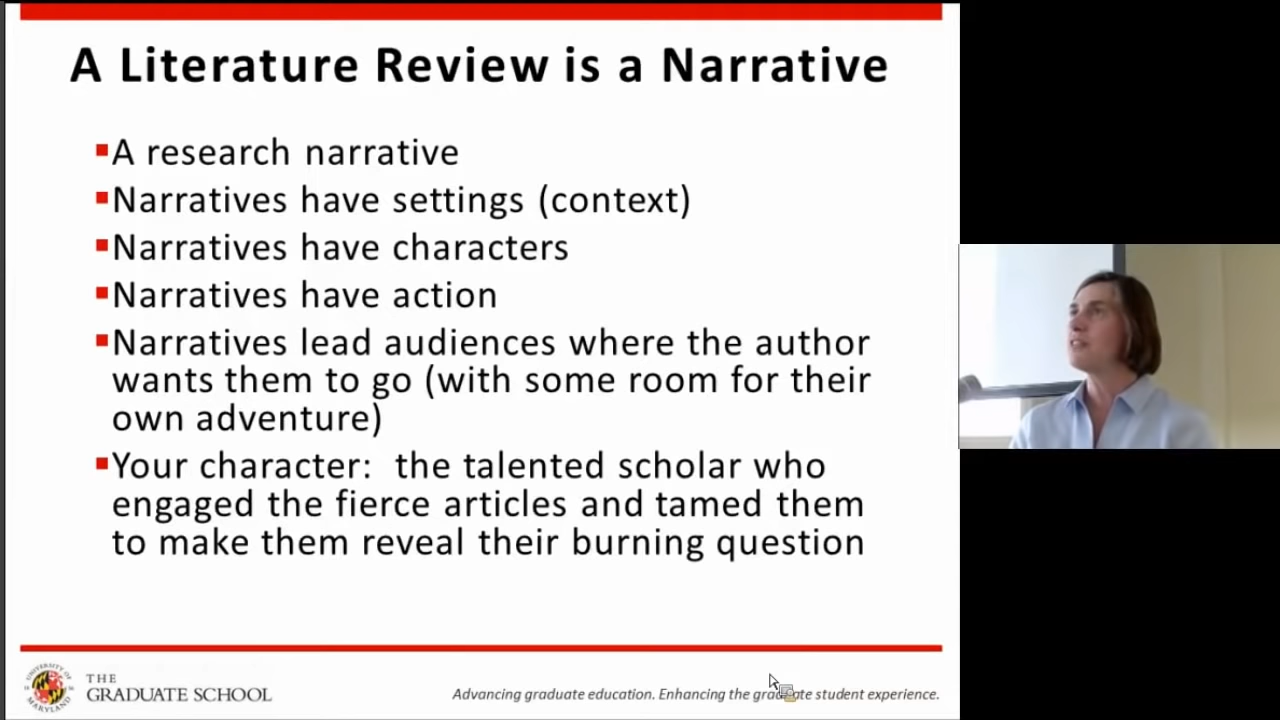 A Literature Review is a Narrative
▪A research narrative
▪Narratives have settings (context)
▪Narratives have characters
▪Narratives have action
▪Narratives lead audiences where the author
wants them to go (with some room for their
own adventure)
▪Your character:  the talented scholar who
engaged the fierce articles and tamed them
to make them reveal their burning question
UNIVERSITY OF
MARYLAND
THE
GRADUATE SCHOOL
Advancing graduate education. Enhancing the graduate student experience.